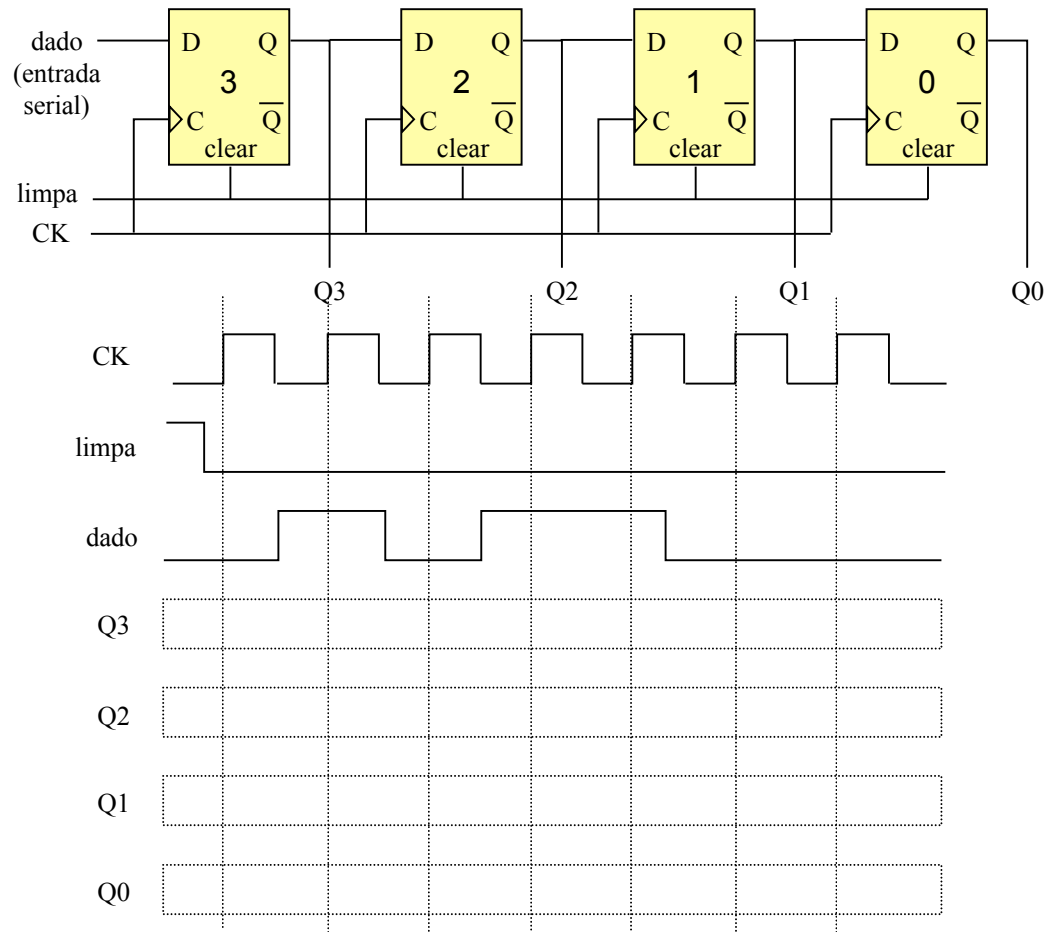 dado
(entrada
serial)
D Q
3
C Q
clear
D Q
2
C Q
clear
D Q
1
C Q
clear
D Q
0
C Q
clear
limpa
CK
Q3 Q2 Q1 Q0
CK
limpa
dado
Q3
Q2
Q1
Q0